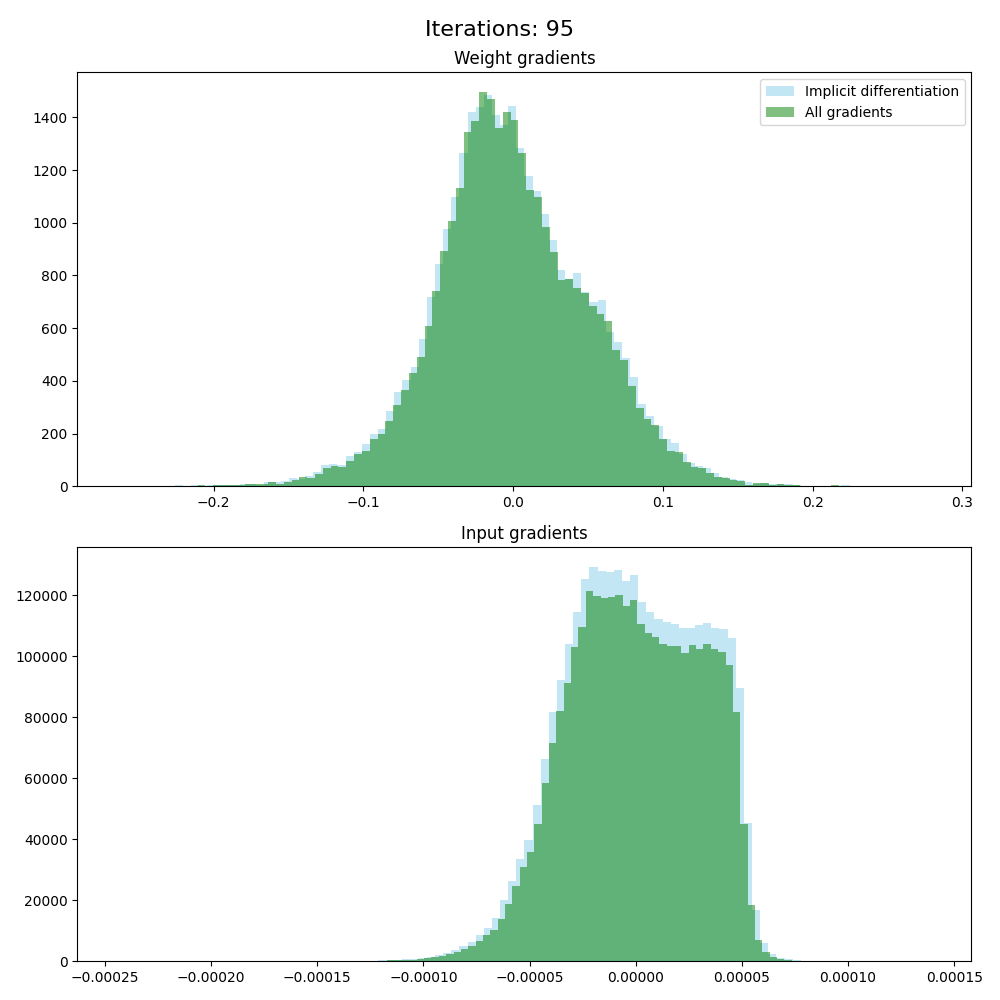 Iterations: 95
Weight gradients
Implicit differentiation
All gradients
1400
1200
1000
800
600
400
200
0
−0.2 −0.1 0.0 0.1 0.2 0.3
Input gradients
120000
100000
80000
60000
40000
20000
0
−0.00025 −0.00020 −0.00015 −0.00010 −0.00005 0.00000 0.00005 0.00010 0.00015